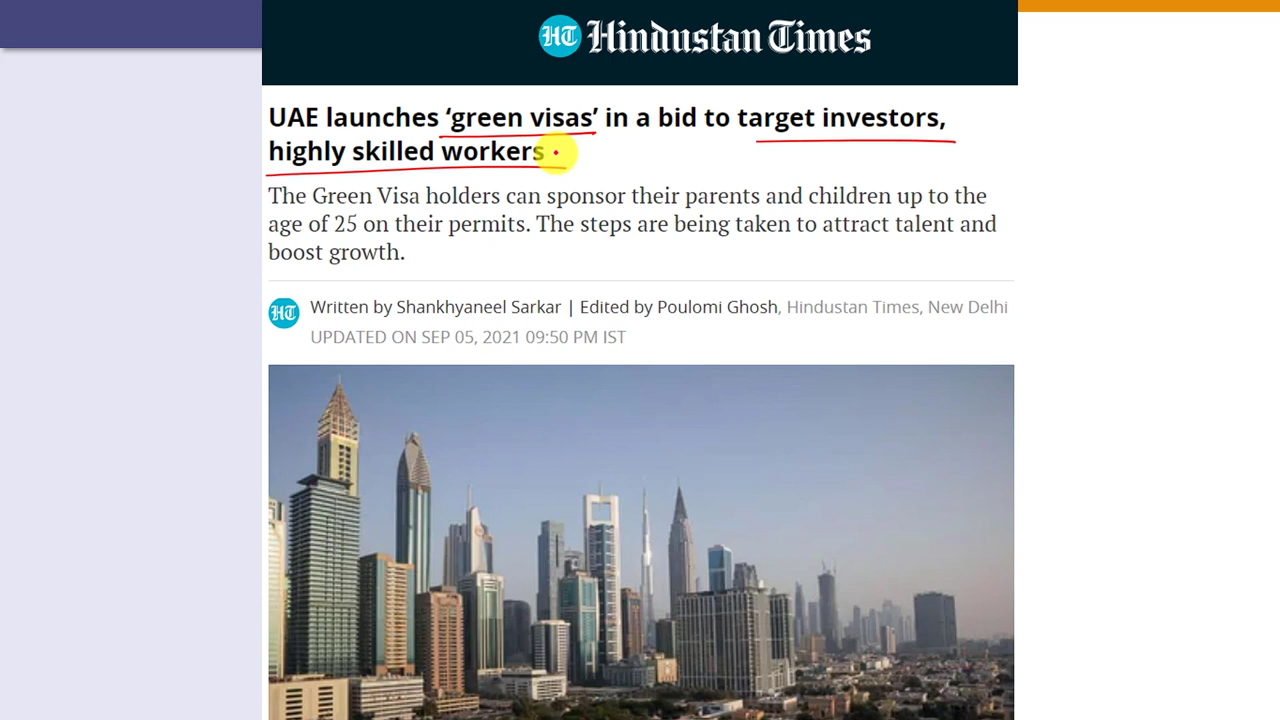 HT Hindustan Times
UAE launches ‘green visas’ in a bid to target investors,
highly skilled workers
The Green Visa holders can sponsor their parents and children up to the
age of 25 on their permits. The steps are being taken to attract talent and
boost growth.
HT Written by Shankhyaneel Sarkar | Edited by Poulomi Ghosh, Hindustan Times, New Delhi
UPDATED ON SEP 05, 2021 09:50 PM IST